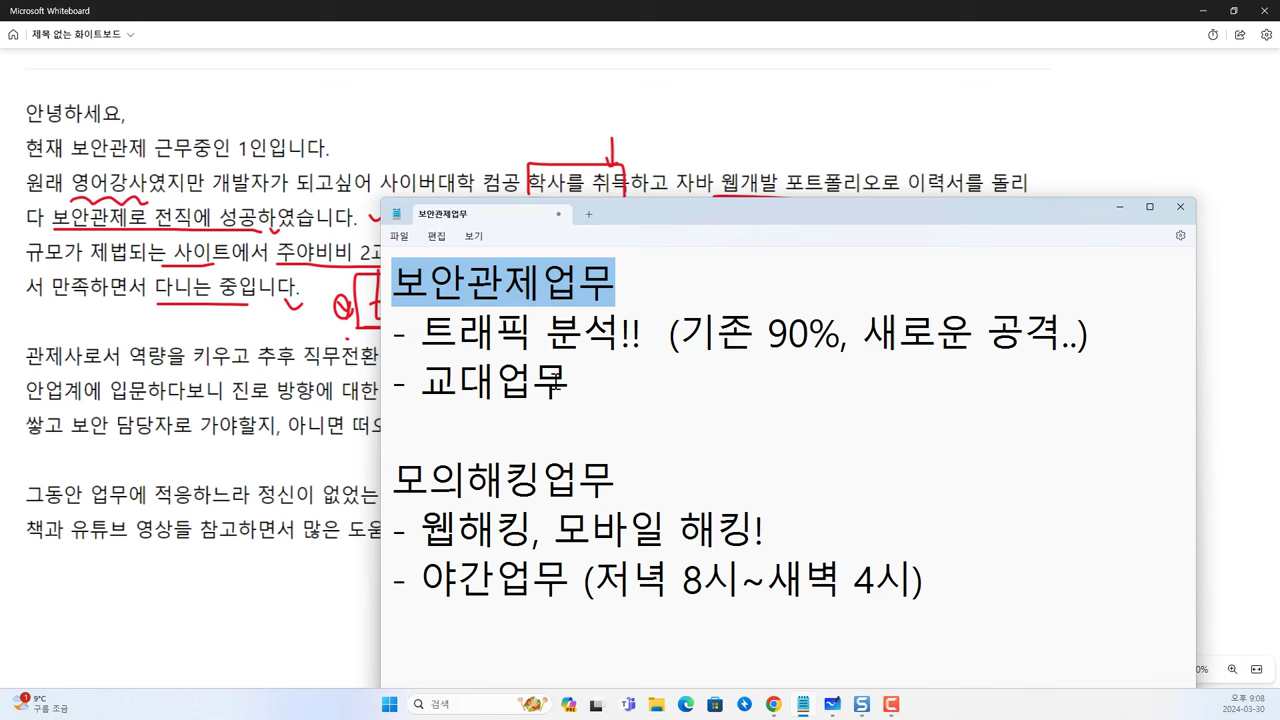 Microsoft Whiteboard
제목 없는 화이트보드
안녕하세요,
현재 보안관제 근무중인 1인입니다.
원래 영어강사였지만 개발자가 되고싶어 사이버대학 컴공 학사를 취득하고 자바 웹개발 포트폴리오로 이력서를 돌리
다 보안관제로 전직에 성공하였습니다.
규모가 제법되는 사이트에서 주야비비 2교
서 만족하면서 다니는 중입니다.
관제사로서 역량을 키우고 추후 직무전환
안업계에 입문하다보니 진로 방향에 대한
쌓고 보안 담당자로 가야할지, 아니면 떠오
그동안 업무에 적응하느라 정신이 없었는
책과 유튜브 영상들 참고하면서 많은 도움
보안관제업무
파일 편집 보기
보안관제업무
- 트래픽 분석!! (기존 90%, 새로운 공격..)
- 교대업무
모의해킹업무
- 웹해킹, 모바일 해킹!
- 야간업무 (저녁 8시~새벽 4시)
0%
1
9°C
구름 조금
검색
PRE
오후 9:08
2024-03-30